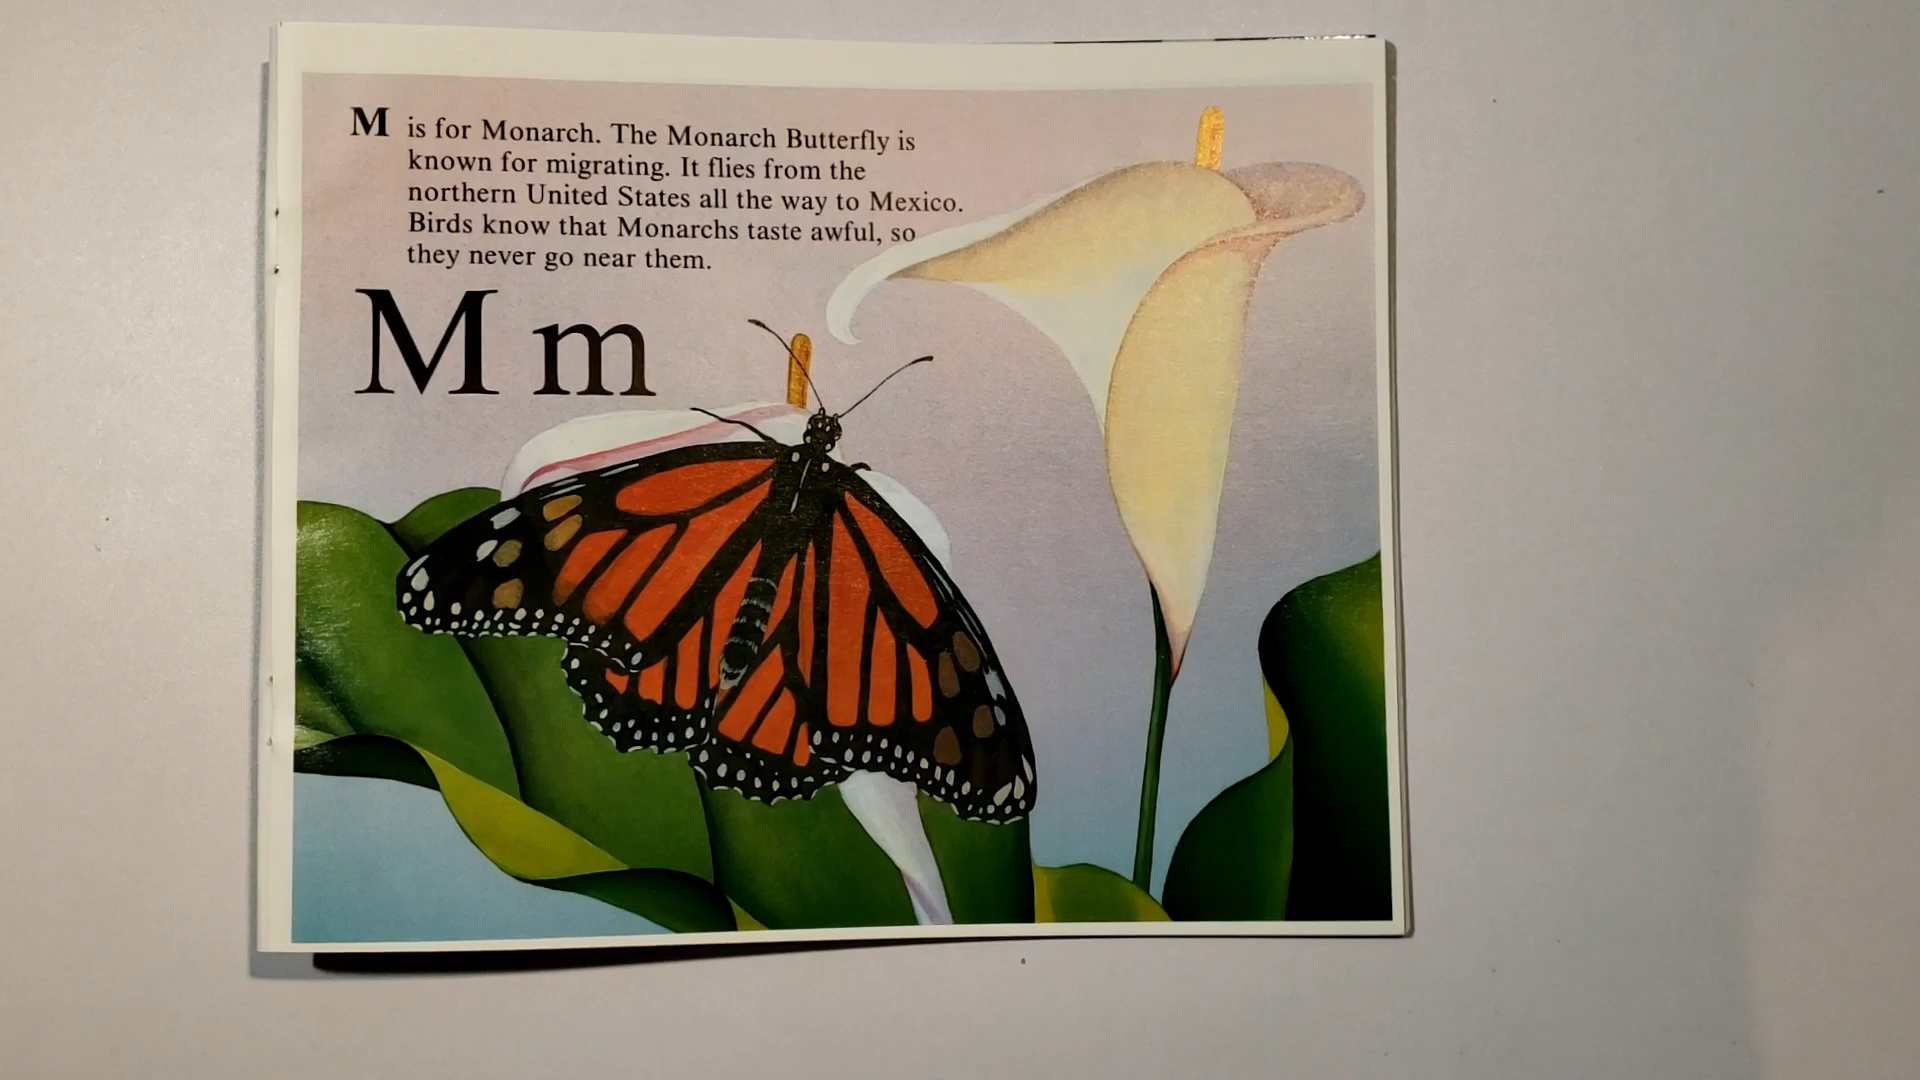 M is for Monarch. The Monarch Butterfly is
known for migrating. It flies from the
northern United States all the way to Mexico.
Birds know that Monarchs taste awful, so
they never go near them.
M m